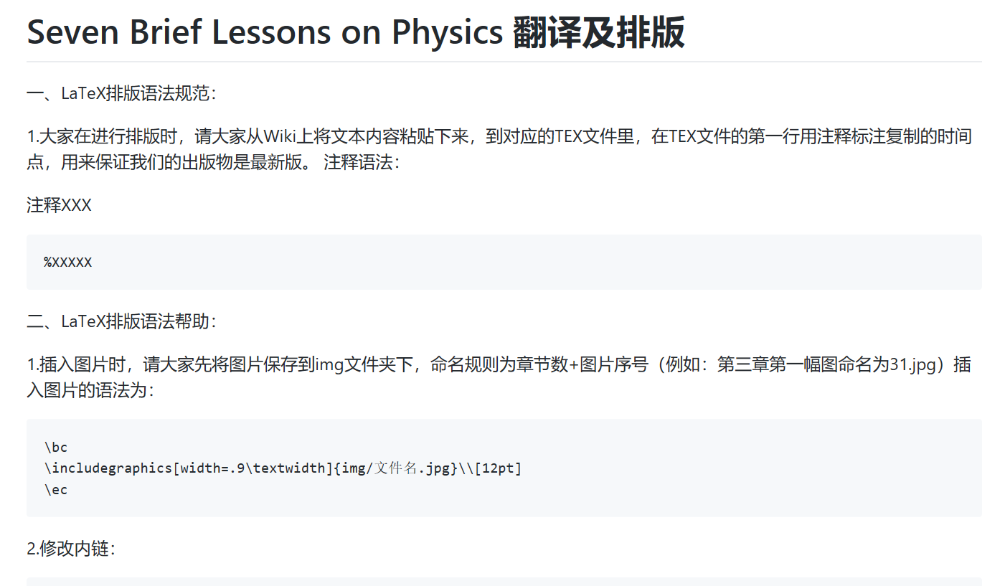 Seven Brief Lessons on Physics 翻译及排版
一、LaTeX排版语法规范：
1.大家在进行排版时，请大家从Wiki上将文本内容粘贴下来，到对应的TEX文件里，在TEX文件的第一行用注释标注复制的时间
点，用来保证我们的出版物是最新版。 注释语法：
注释XXX
%XXXXX
二、LaTeX排版语法帮助：
1.插入图片时，请大家先将图片保存到img文件夹下，命名规则为章节数+图片序号（例如：第三章第一幅图命名为31.jpg）插
入图片的语法为：
\bc
\includegraphics[width=.9\textwidth]{img/文件名.jpg}\\[12pt]
\ec
2.修改内链：